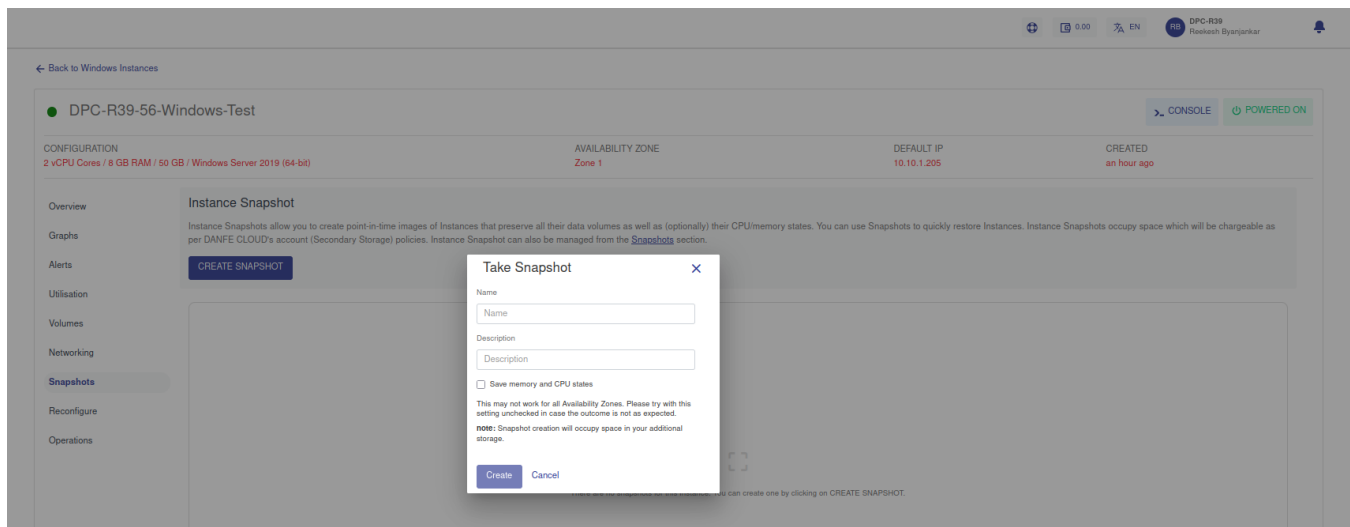 0.00
EN
RB
DPC-R39
Reekesh Byanjankar
Back to Windows Instances
DPC-R39-56-Windows-Test
CONSOLE
POWERED ON
CONFIGURATION
2 vCPU Cores / 8 GB RAM / 50 GB / Windows Server 2019 (64-bit)
AVAILABILITY ZONE
Zone 1
DEFAULT IP
10.10.1.205
CREATED
an hour ago
Overview
Graphs
Alerts
Utilisation
Volumes
Networking
Snapshots
Reconfigure
Operations
Instance Snapshot
Instance Snapshots allow you to create point-in-time images of Instances that preserve all their data volumes as well as (optionally) their CPU/memory states. You can use Snapshots to quickly restore Instances. Instance Snapshots occupy space which will be chargeable as
per DANFE CLOUD's account (Secondary Storage) policies. Instance Snapshot can also be managed from the Snapshots section.
CREATE SNAPSHOT
Take Snapshot
Name
Name
Description
Description
Save memory and CPU states
This may not work for all Availability Zones. Please try with this
setting unchecked in case the outcome is not as expected.
note: Snapshot creation will occupy space in your additional
storage.
Create
Cancel
can create one by clicking on CREATE SNAPSHOT.